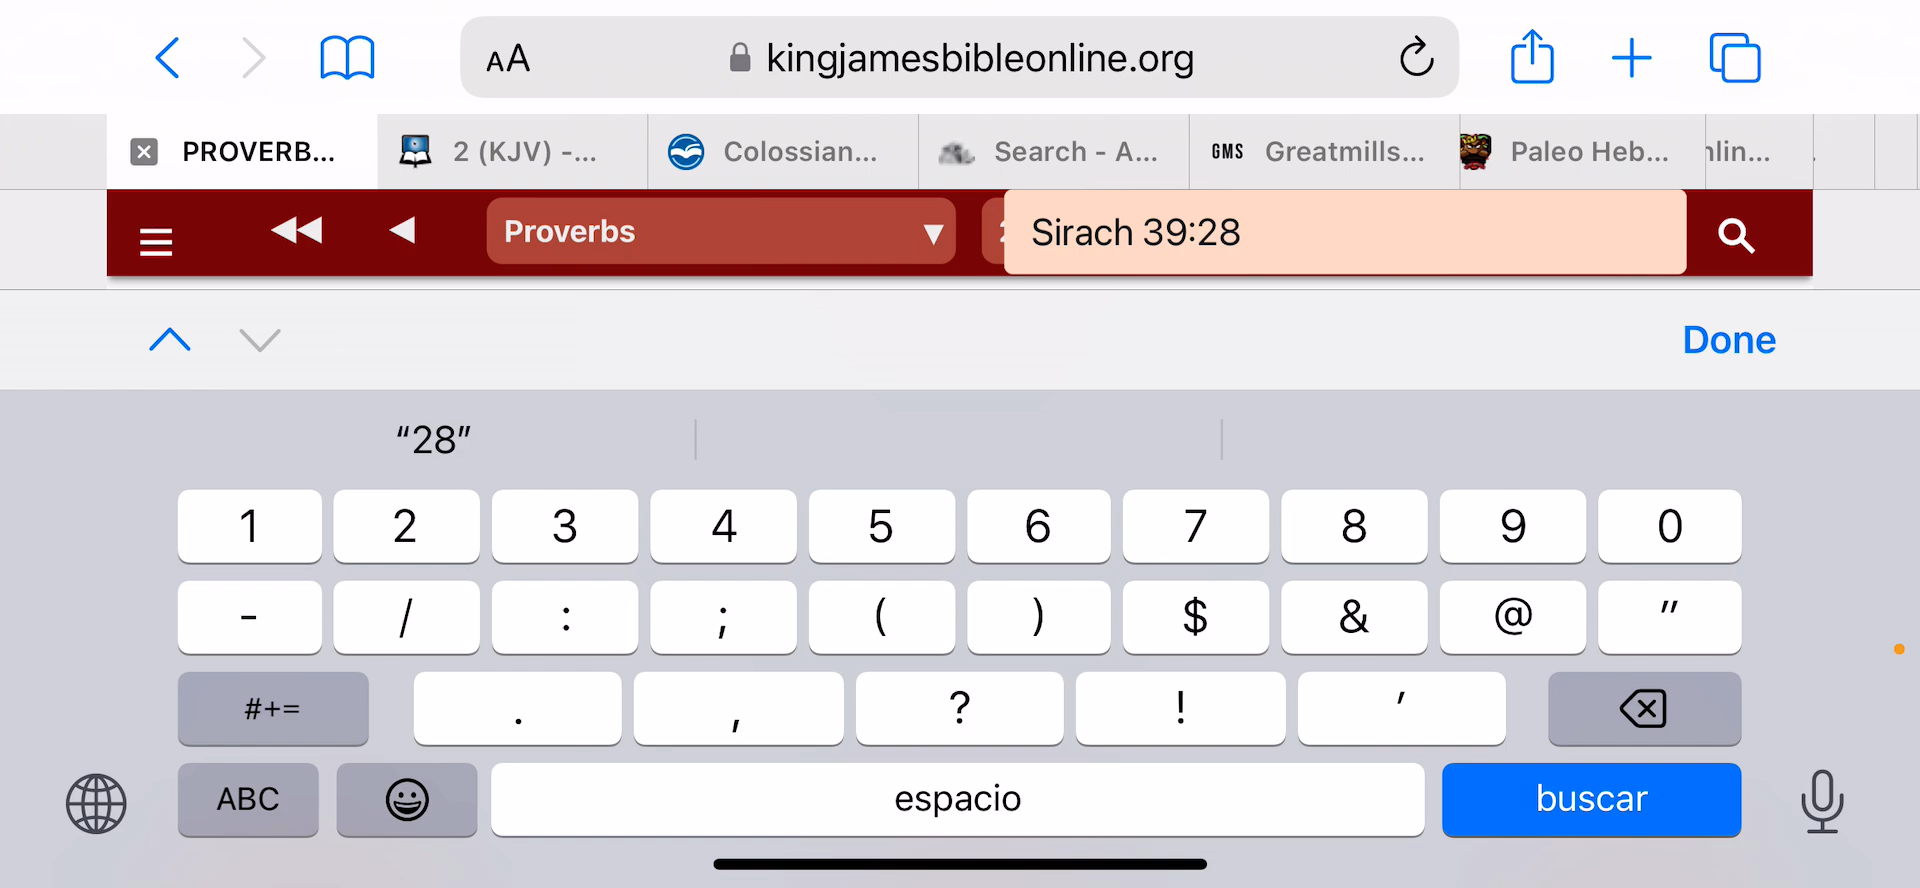 AA kingjamesbibleonline.org
PROVERB... 2 (KJV) -... Colossian... Search - A... GMS Greatmills... Paleo Heb... nlin...
Proverbs ▼ Sirach 39:28
Done
“28”
1 2 3 4 5 6 7 8 9 0
- / : ; ( ) $ & @ "
#+= . , ? ! '
ABC espacio buscar